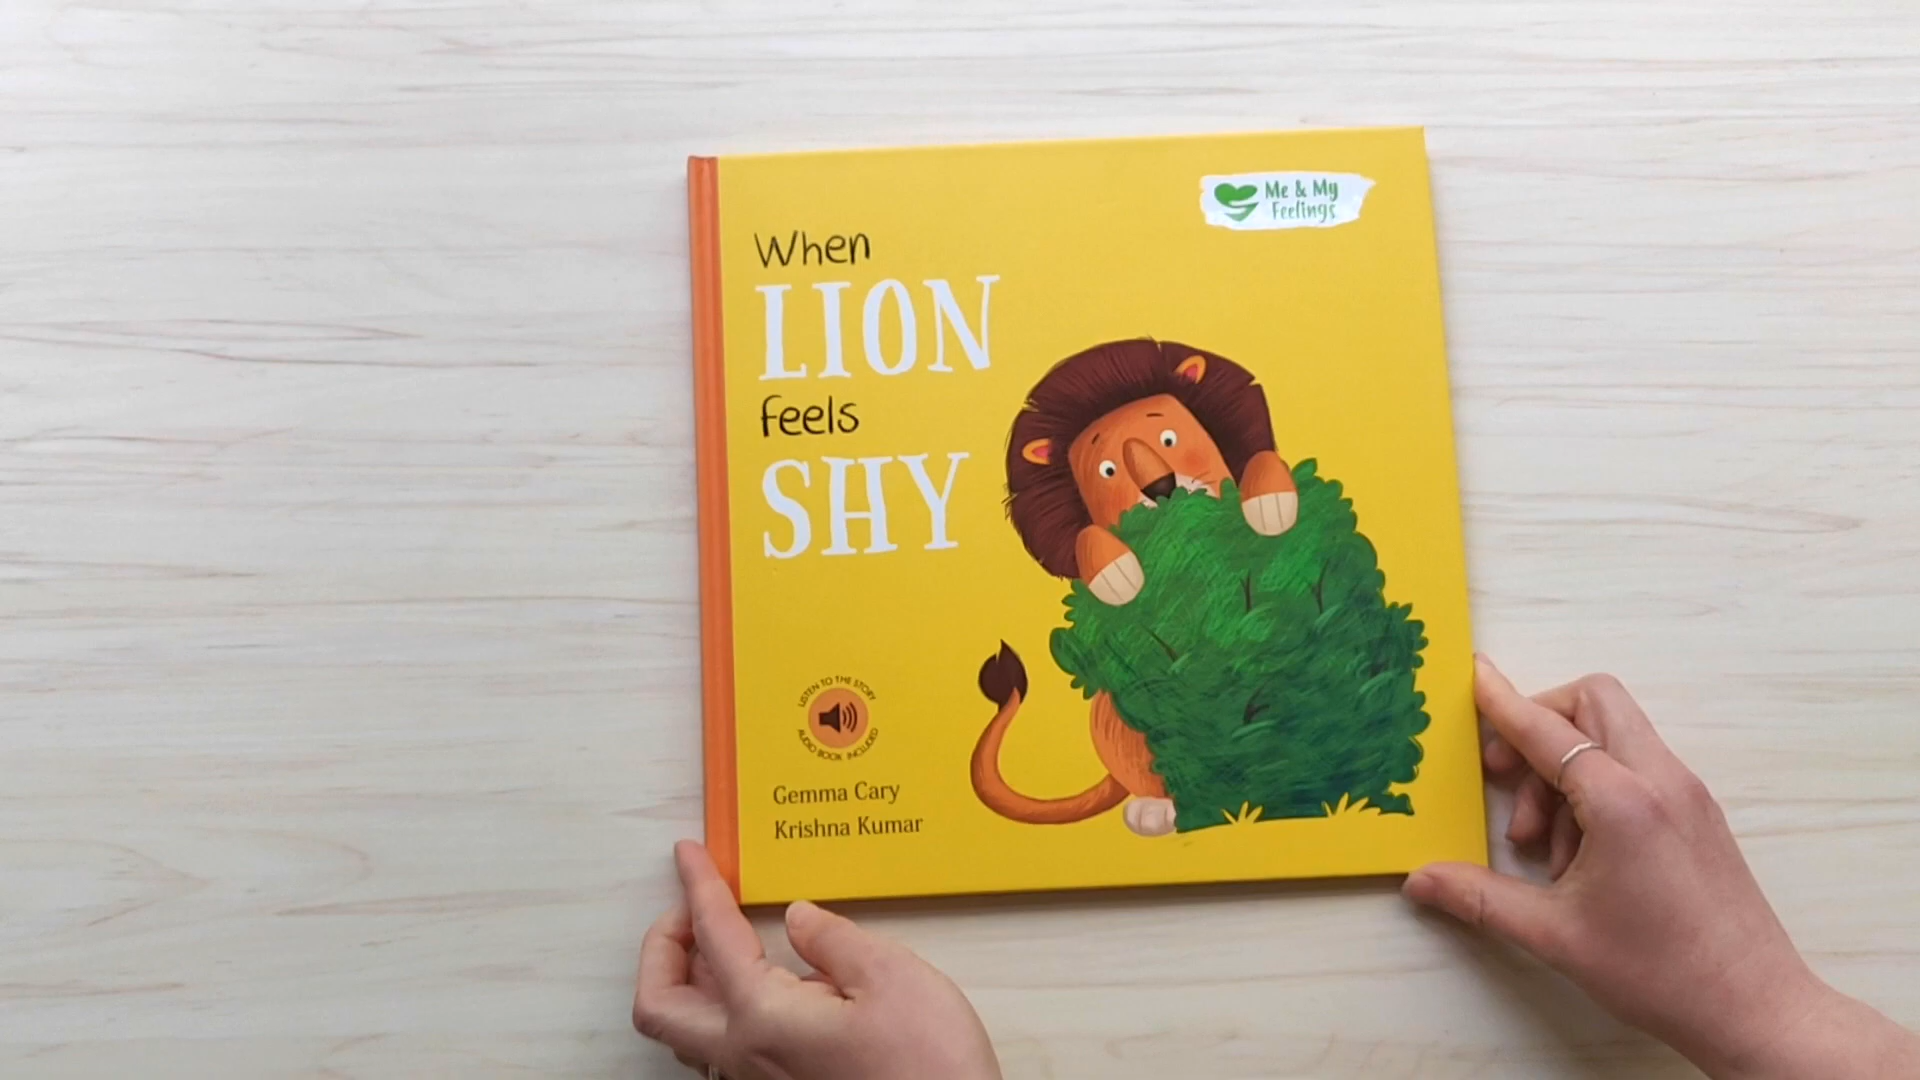 Me & My
Feelings
When
LION
feels
SHY
LISTEN TO THE STORY
AUDIO BOOK INCLUDED
Gemma Cary
Krishna Kumar